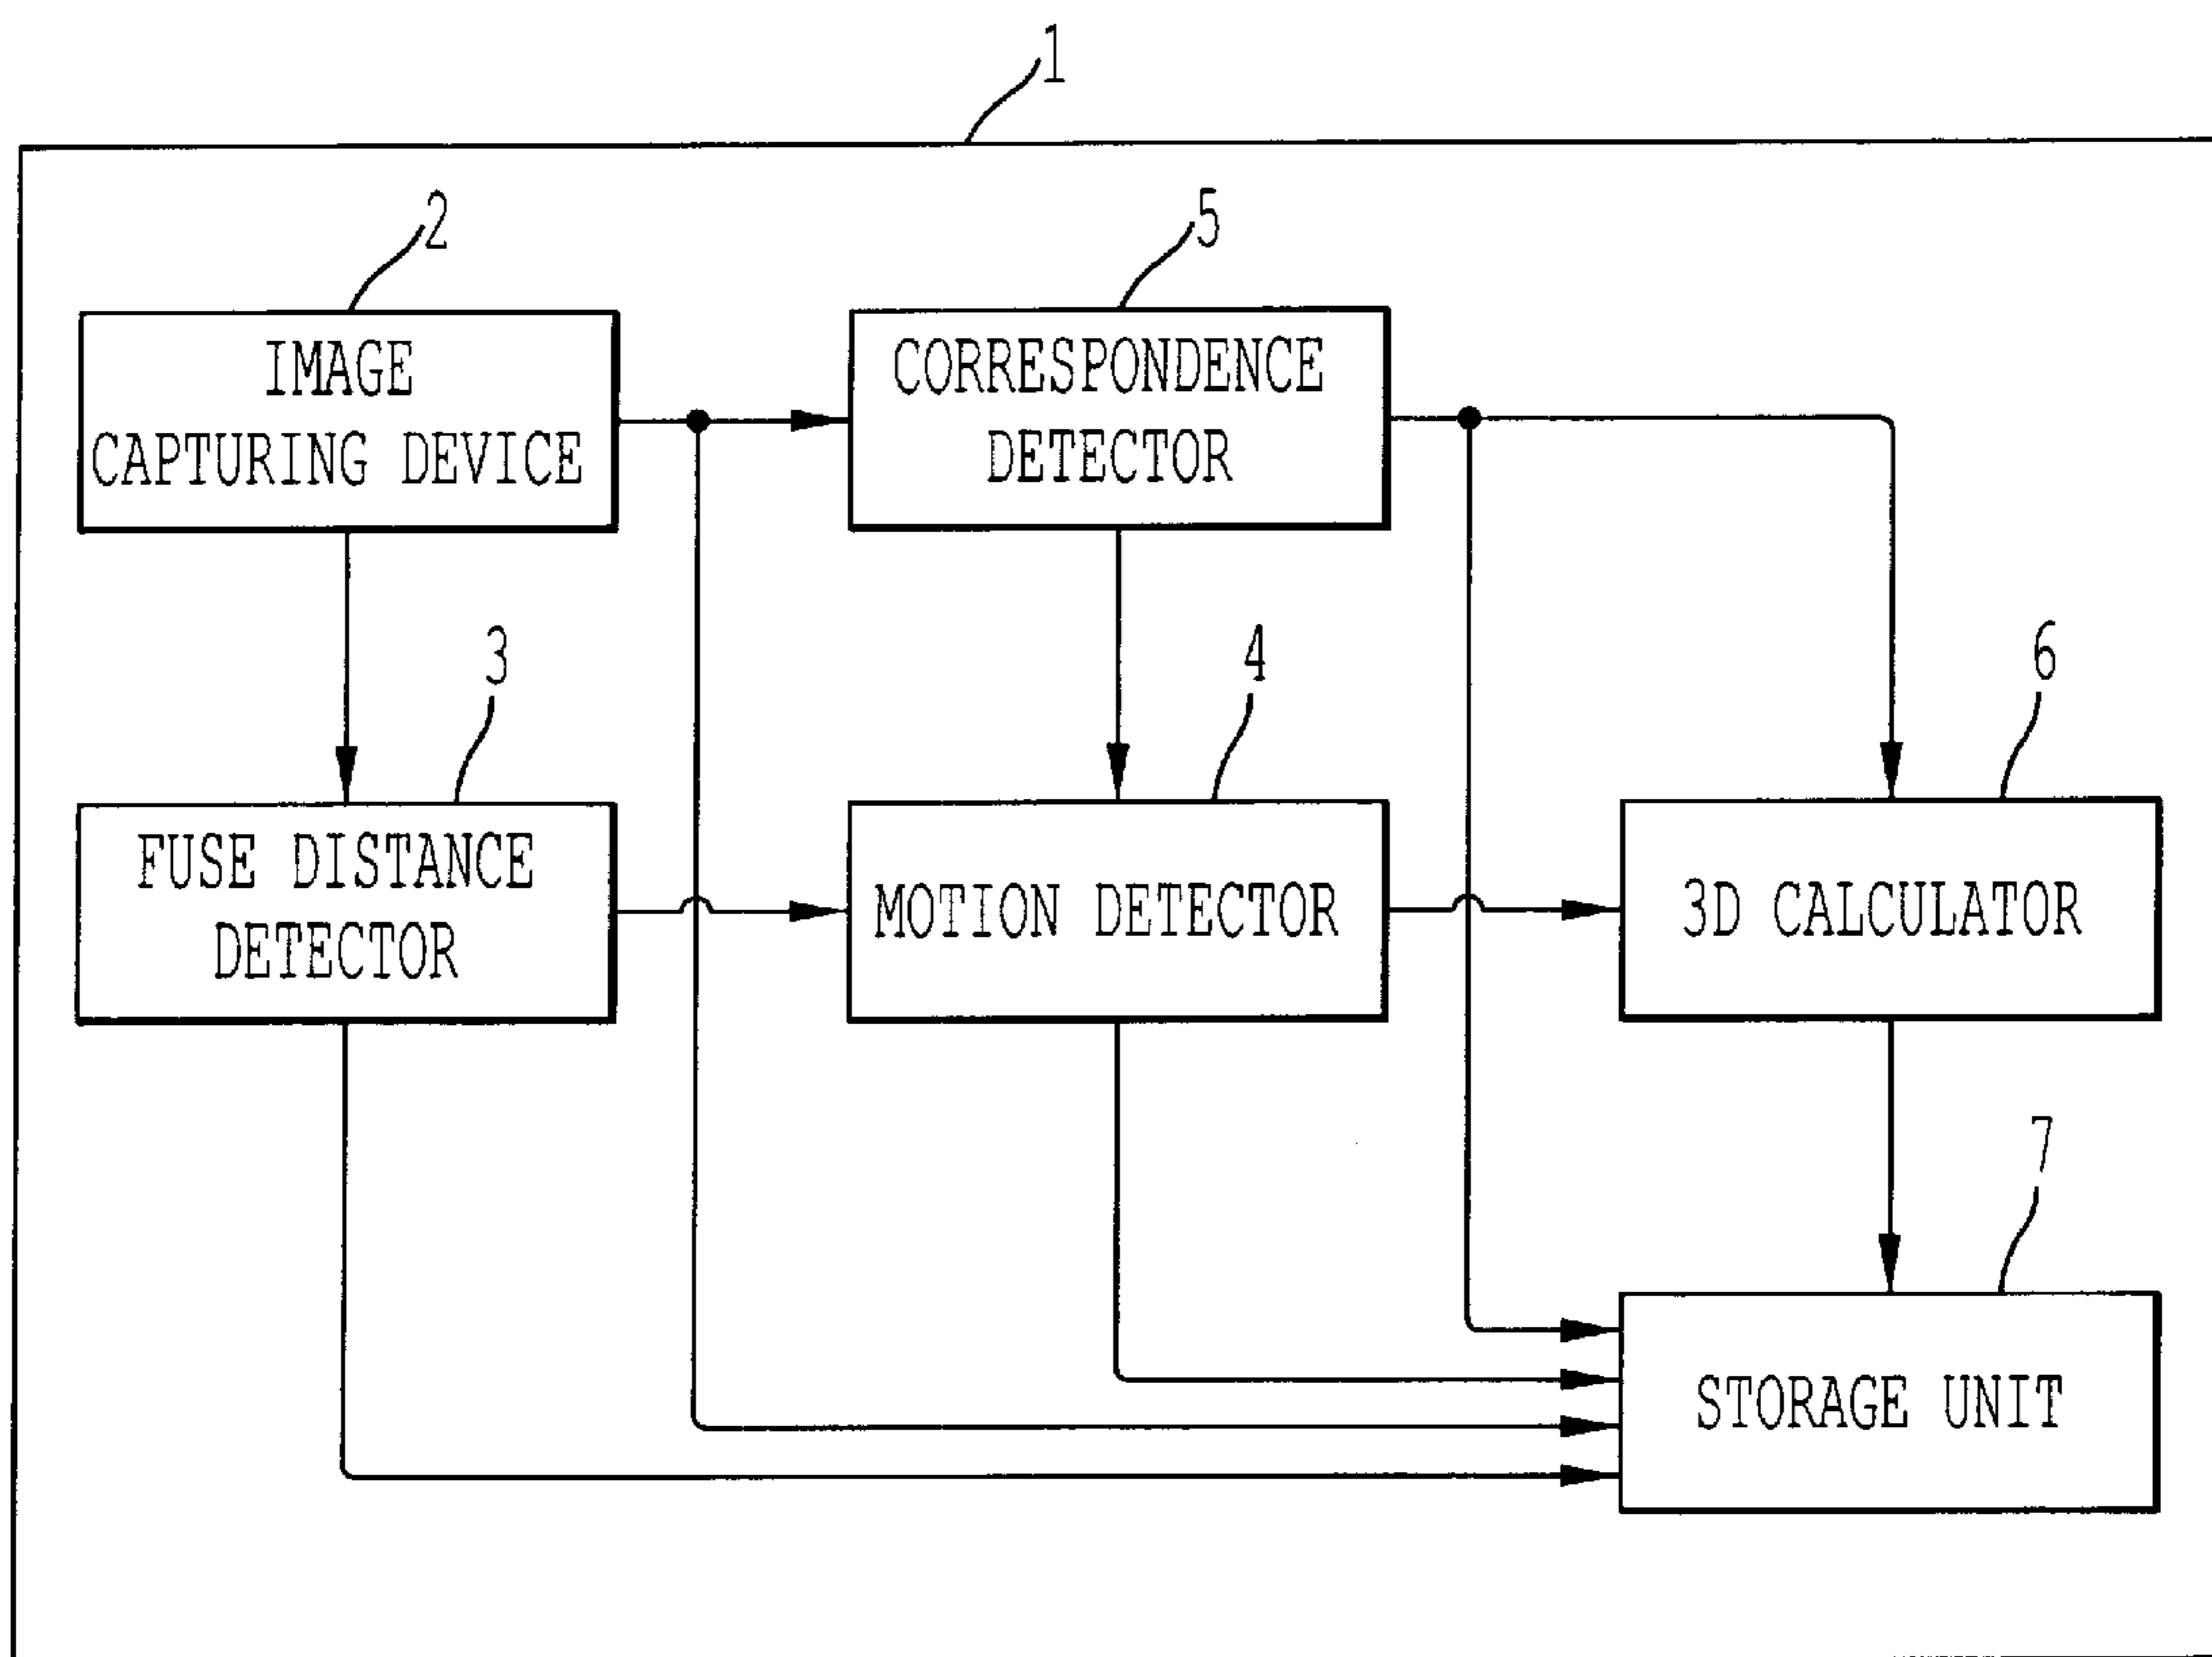 1
2
IMAGE
CAPTURING DEVICE
5
CORRESPONDENCE
DETECTOR
3
FUSE DISTANCE
DETECTOR
4
MOTION DETECTOR
6
3D CALCULATOR
7
STORAGE UNIT